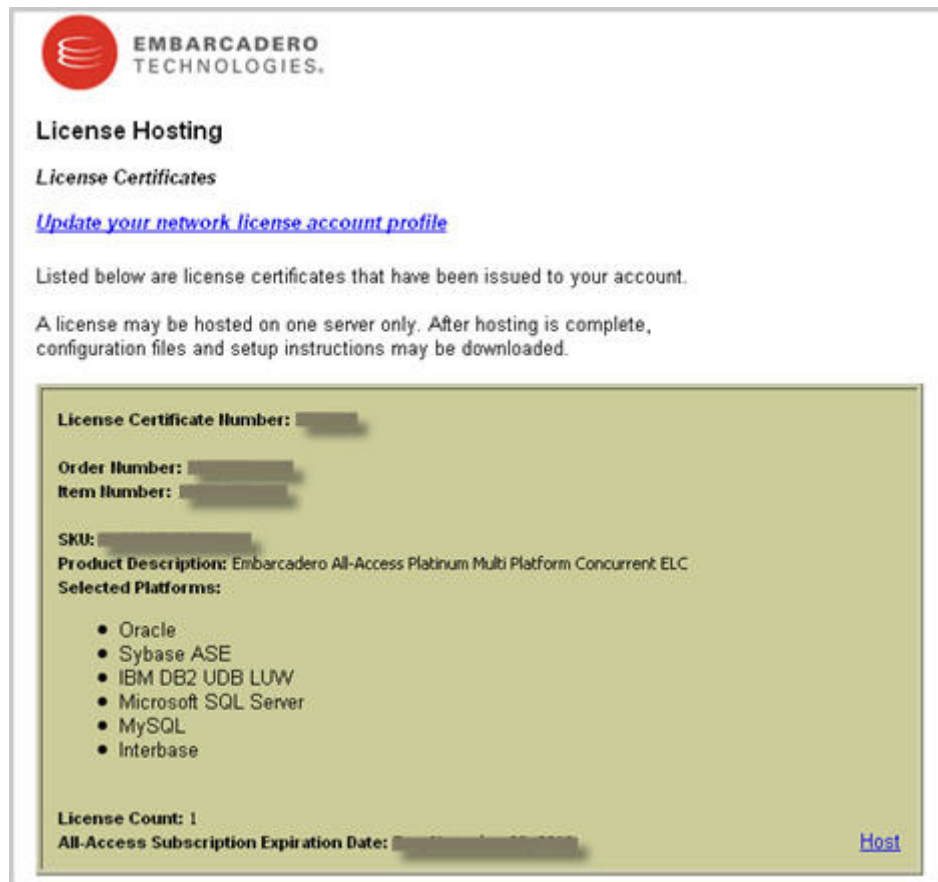 EMBARCADERO
TECHNOLOGIES.
License Hosting
License Certificates
Update your network license account profile
Listed below are license certificates that have been issued to your account.
A license may be hosted on one server only. After hosting is complete,
configuration files and setup instructions may be downloaded.
License Certificate Number:
Order Number:
Item Number:
SKU:
Product Description: Embarcadero All-Access Platinum Multi Platform Concurrent ELC
Selected Platforms:
• Oracle
• Sybase ASE
• IBM DB2 UDB LUW
• Microsoft SQL Server
• MySQL
• Interbase
License Count: 1
All-Access Subscription Expiration Date:
Host